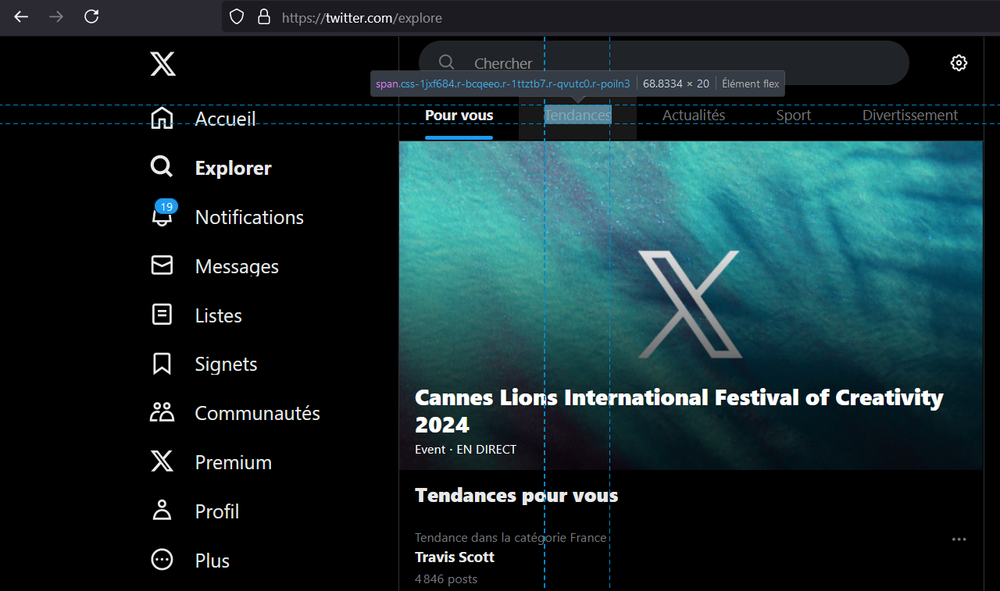 https://twitter.com/explore
Chercher
span.css-1jxf684.r-bcqeeo.r-1ttztb7.r-qvutc0.r-poiln3 68.8334 × 20 Élément flex
Pour vous Tendances Actualités Sport Divertissement
Accueil
Explorer
19
Notifications
Messages
Listes
Signets
Communautés
Premium
Profil
Plus
Cannes Lions International Festival of Creativity
2024
Event · EN DIRECT
Tendances pour vous
Tendance dans la catégorie France
Travis Scott
4 846 posts